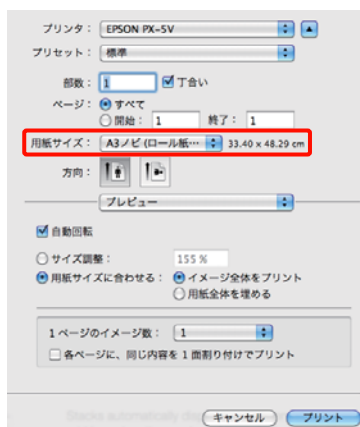 プリンタ： EPSON PX-5V
プリセット： 標準
部数： 1 丁合い
ページ： すべて
開始： 1 終了： 1
用紙サイズ： A3ノビ (ロール紙… 33.40 x 48.29 cm
方向：
プレビュー
自動回転
サイズ調整： 155 %
用紙サイズに合わせる： イメージ全体をプリント
用紙全体を埋める
1 ページのイメージ数： 1
各ページに、同じ内容を 1 面割り付けでプリント
キャンセル プリント